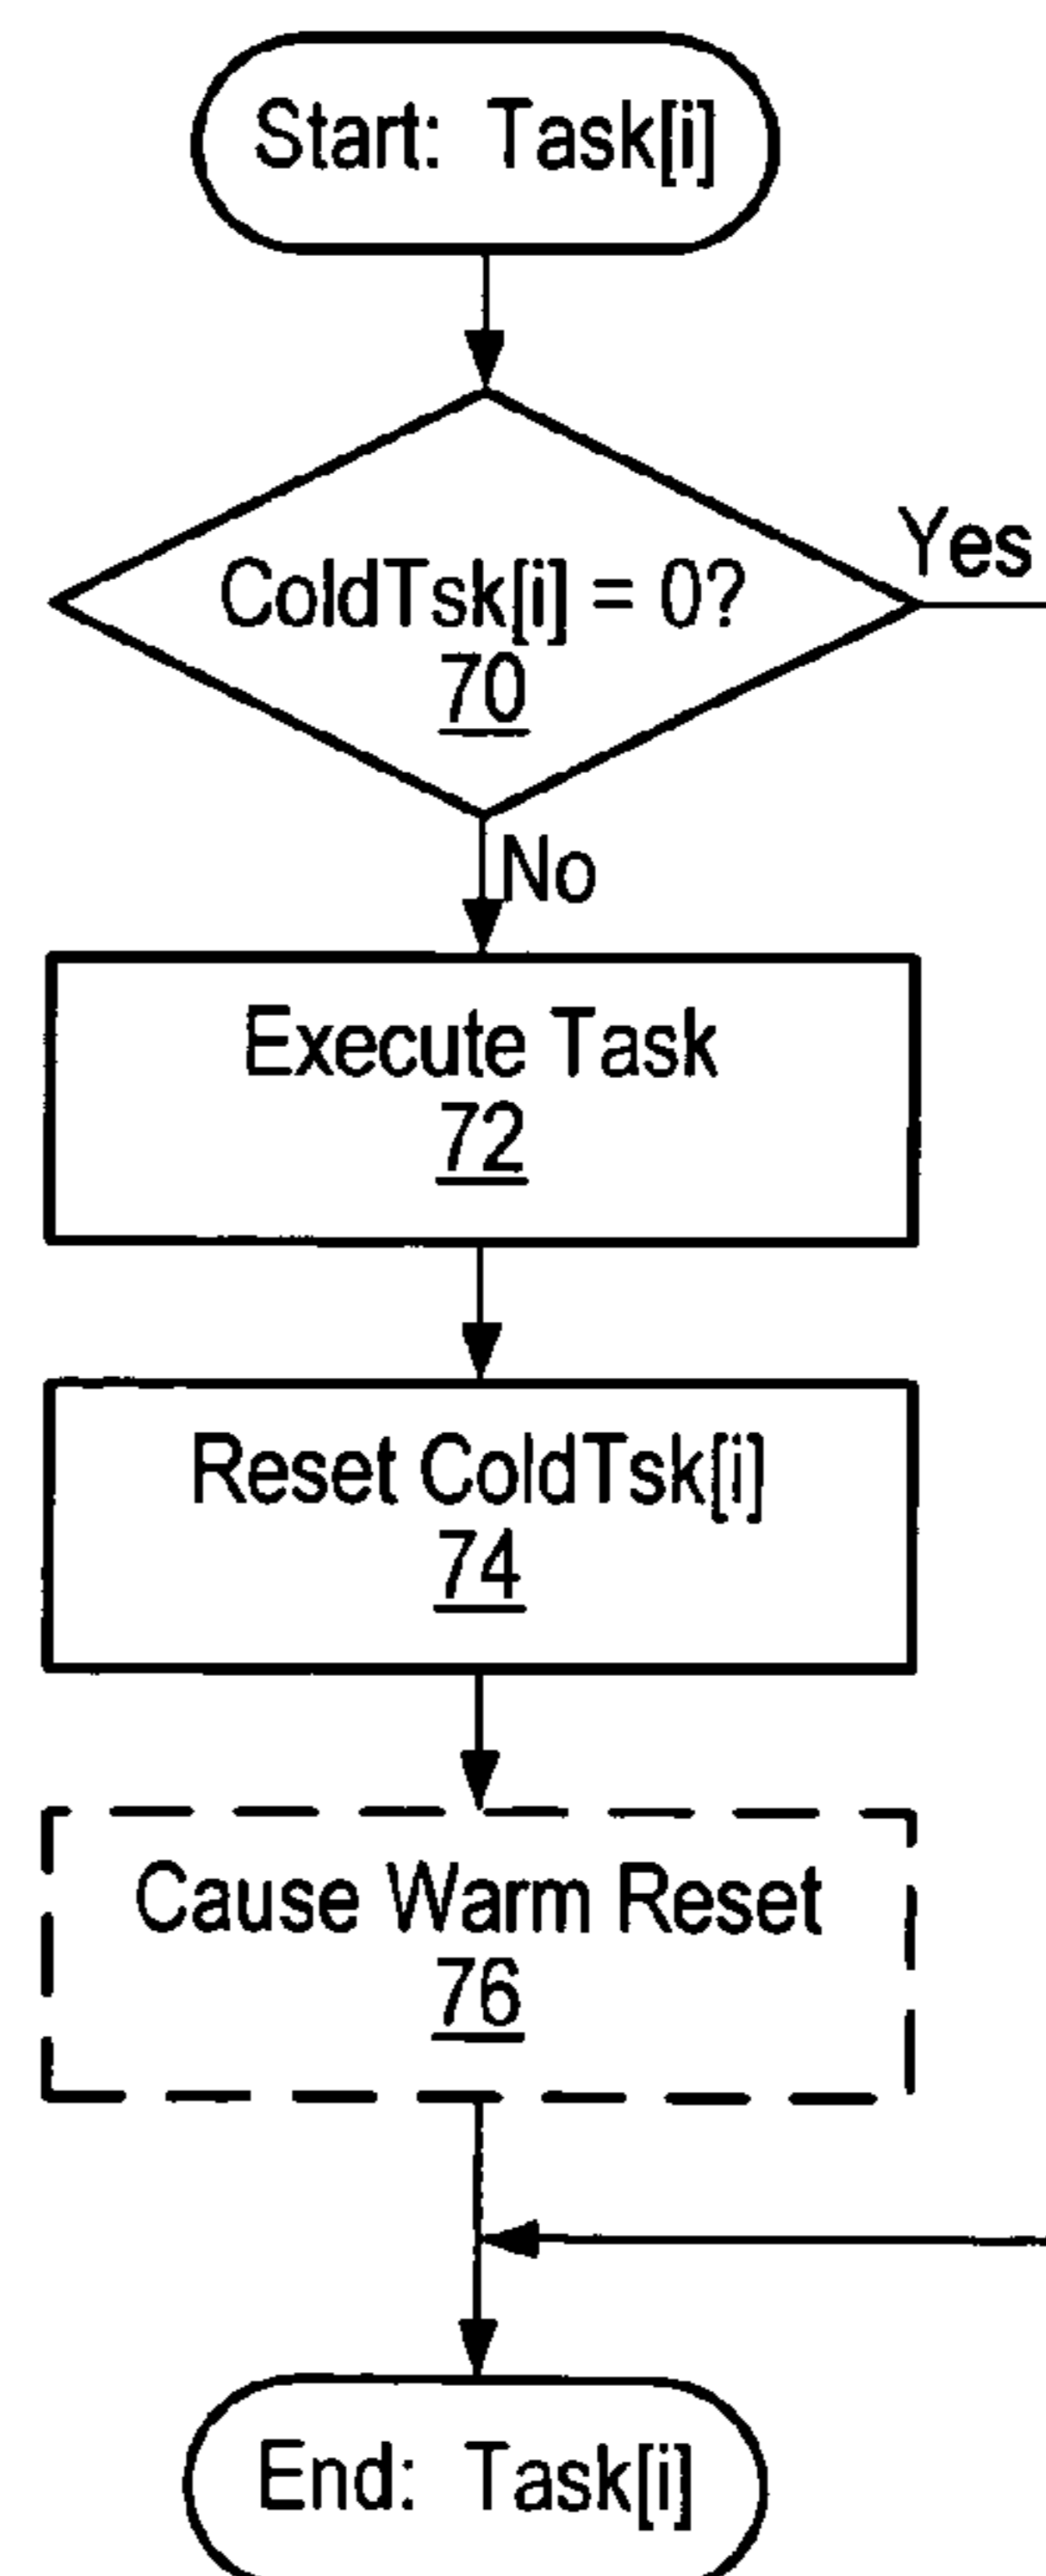 Start: Task[i]
ColdTsk[i] = 0?
70
Yes
No
Execute Task
72
Reset ColdTsk[i]
74
Cause Warm Reset
76
End: Task[i]